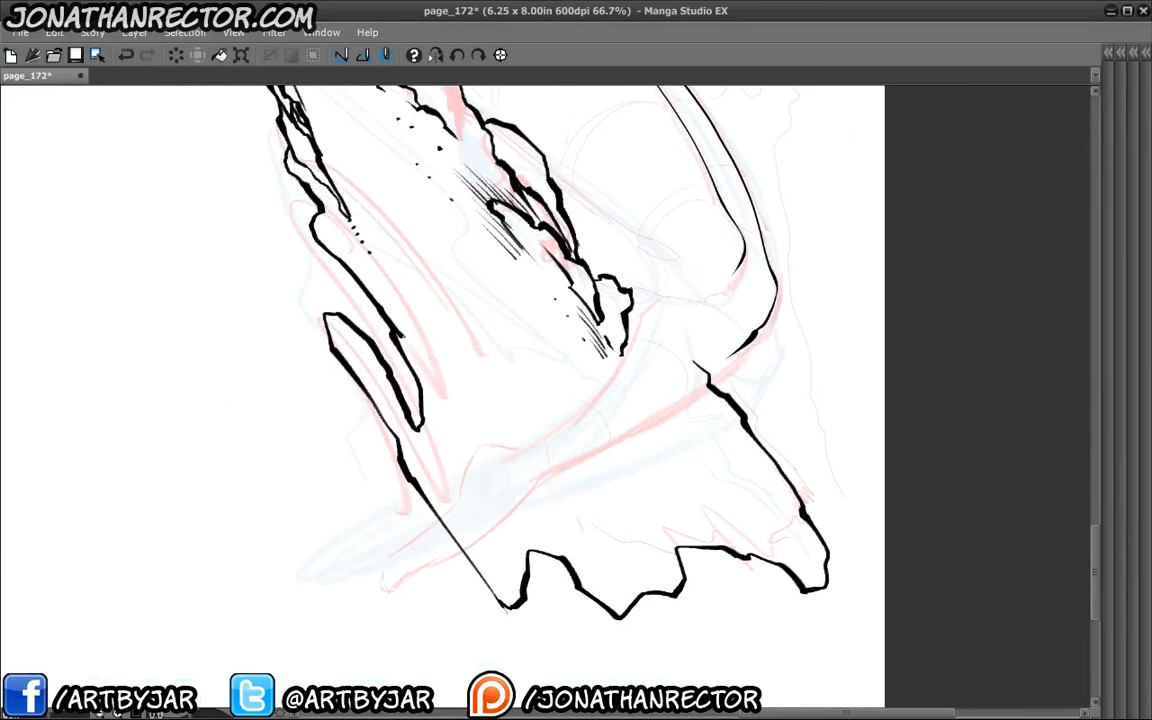 JONATHANRECTOR.COM
page_172* (6.25 x 8.00in 600dpi 66.7%) - Manga Studio EX
File Edit Story Layer Selection View Filter Window Help
page_172*
/ARTBYJAR @ARTBYJAR /JONATHANRECTOR